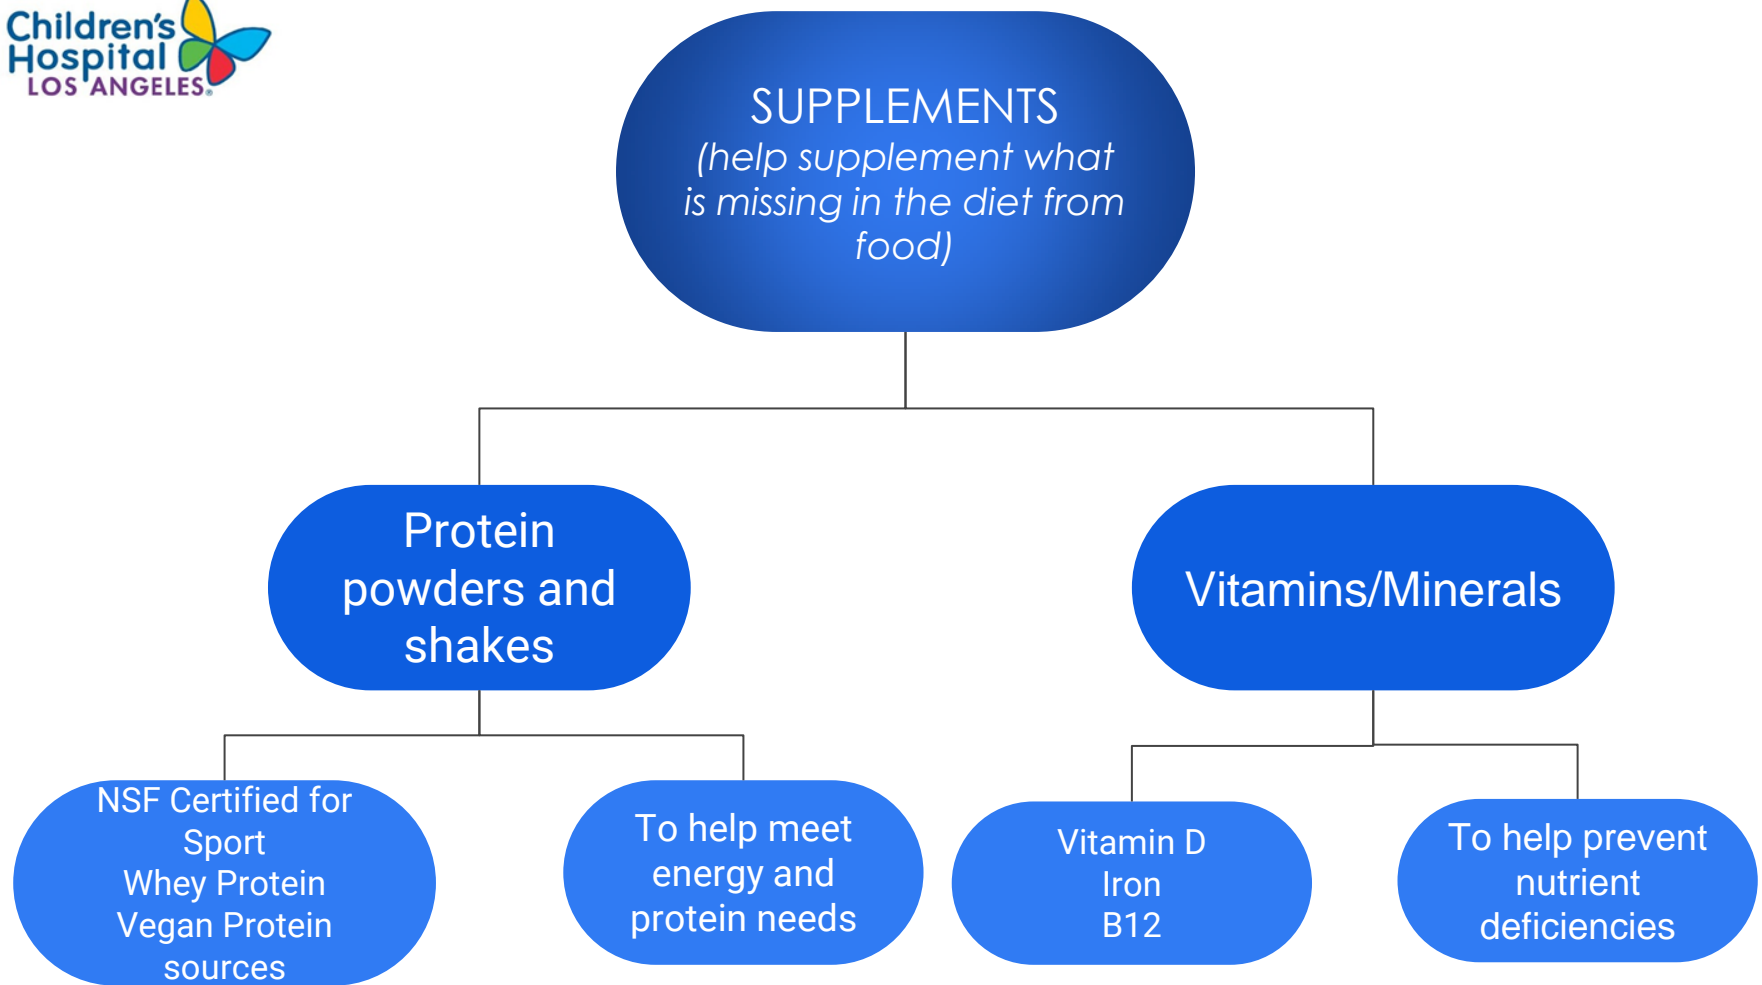 Children's
Hospital
LOS ANGELES®
SUPPLEMENTS
(help supplement what
is missing in the diet from
food)
Protein
powders and
shakes
Vitamins/Minerals
NSF Certified for
Sport
Whey Protein
Vegan Protein
sources
To help meet
energy and
protein needs
Vitamin D
Iron
B12
To help prevent
nutrient
deficiencies